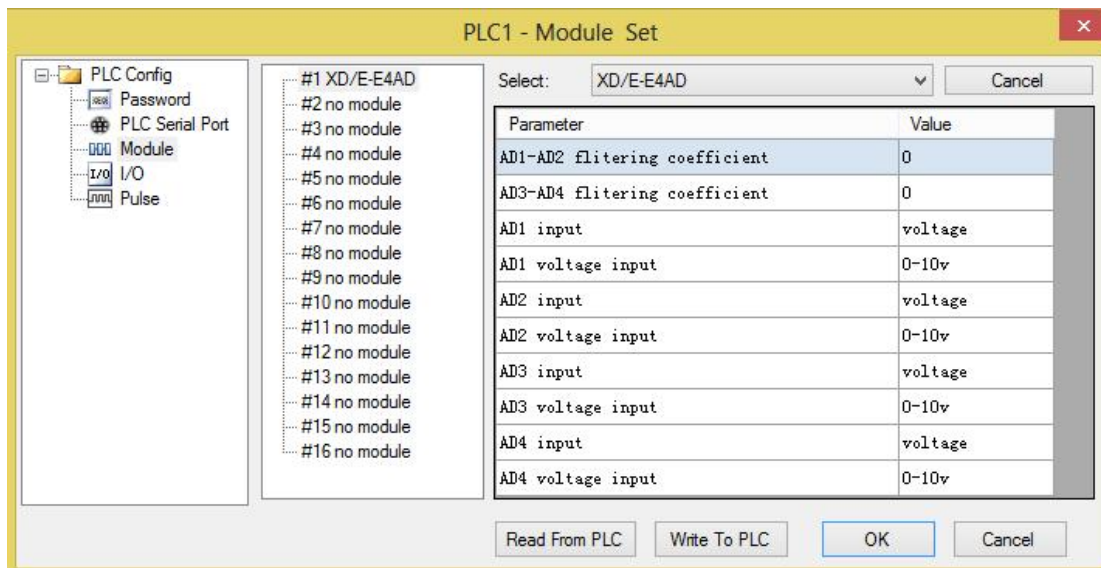 PLC1 - Module Set
PLC Config
Password
PLC Serial Port
Module
I/O
I/O
Pulse
#1 XD/E-E4AD
#2 no module
#3 no module
#4 no module
#5 no module
#6 no module
#7 no module
#8 no module
#9 no module
#10 no module
#11 no module
#12 no module
#13 no module
#14 no module
#15 no module
#16 no module
Select: XD/E-E4AD Cancel
Parameter Value
AD1-AD2 flitering coefficient 0
AD3-AD4 flitering coefficient 0
AD1 input voltage
AD1 voltage input 0-10v
AD2 input voltage
AD2 voltage input 0-10v
AD3 input voltage
AD3 voltage input 0-10v
AD4 input voltage
AD4 voltage input 0-10v
Read From PLC Write To PLC OK Cancel